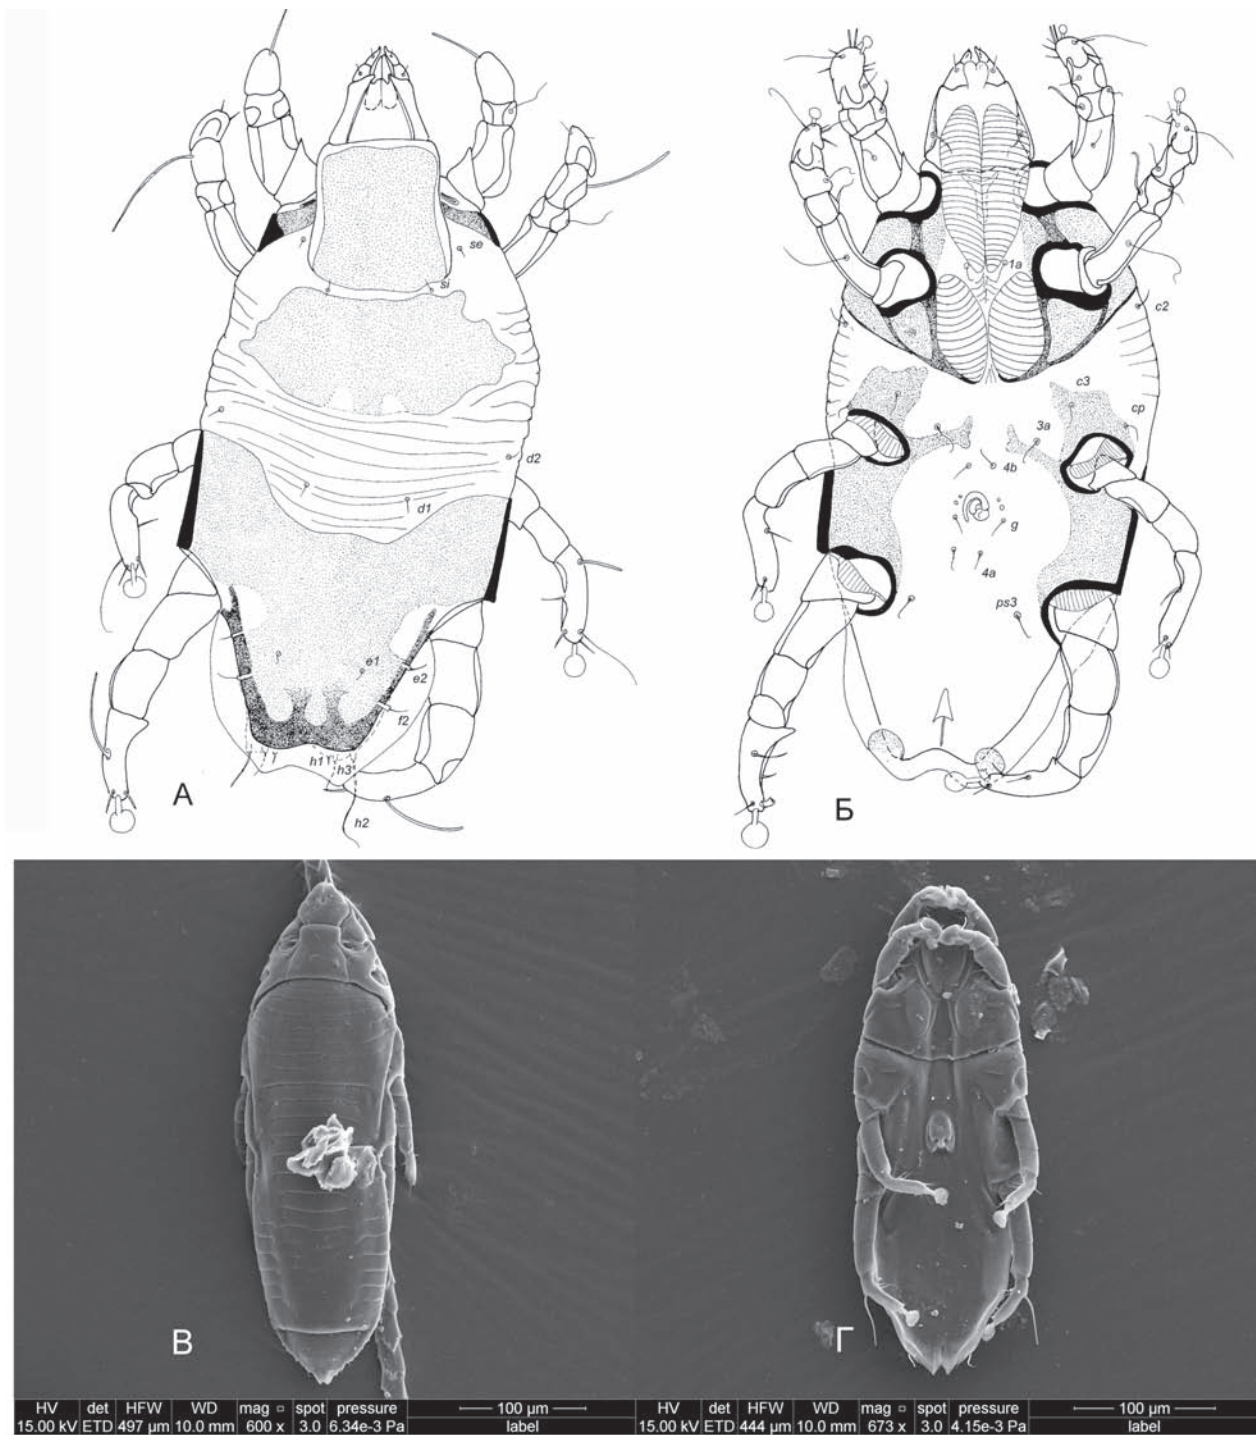 se
si
d2
d1
e1
e2
f2
h1
h3
h2
А
1a
c2
c3
cp
3a
4b
g
4a
ps3
Б
В
Г
HV det HFW WD mag □ spot pressure 100 µm
15.00 kV ETD 497 µm 10.0 mm 600 x 3.0 6.34e-3 Pa label
HV det HFW WD mag □ spot pressure 100 µm
15.00 kV ETD 444 µm 10.0 mm 673 x 3.0 4.15e-3 Pa label